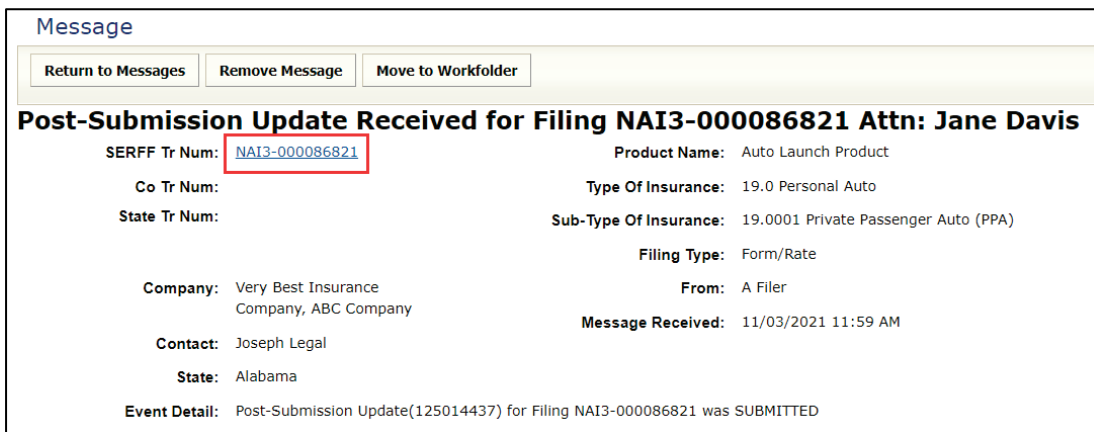 Message
Return to Messages Remove Message Move to Workfolder
Post-Submission Update Received for Filing NAI3-000086821 Attn: Jane Davis
SERFF Tr Num: NAI3-000086821 Product Name: Auto Launch Product
Co Tr Num: Type Of Insurance: 19.0 Personal Auto
State Tr Num: Sub-Type Of Insurance: 19.0001 Private Passenger Auto (PPA)
Filing Type: Form/Rate
Company: Very Best Insurance From: A Filer
Company, ABC Company
Message Received: 11/03/2021 11:59 AM
Contact: Joseph Legal
State: Alabama
Event Detail: Post-Submission Update(125014437) for Filing NAI3-000086821 was SUBMITTED